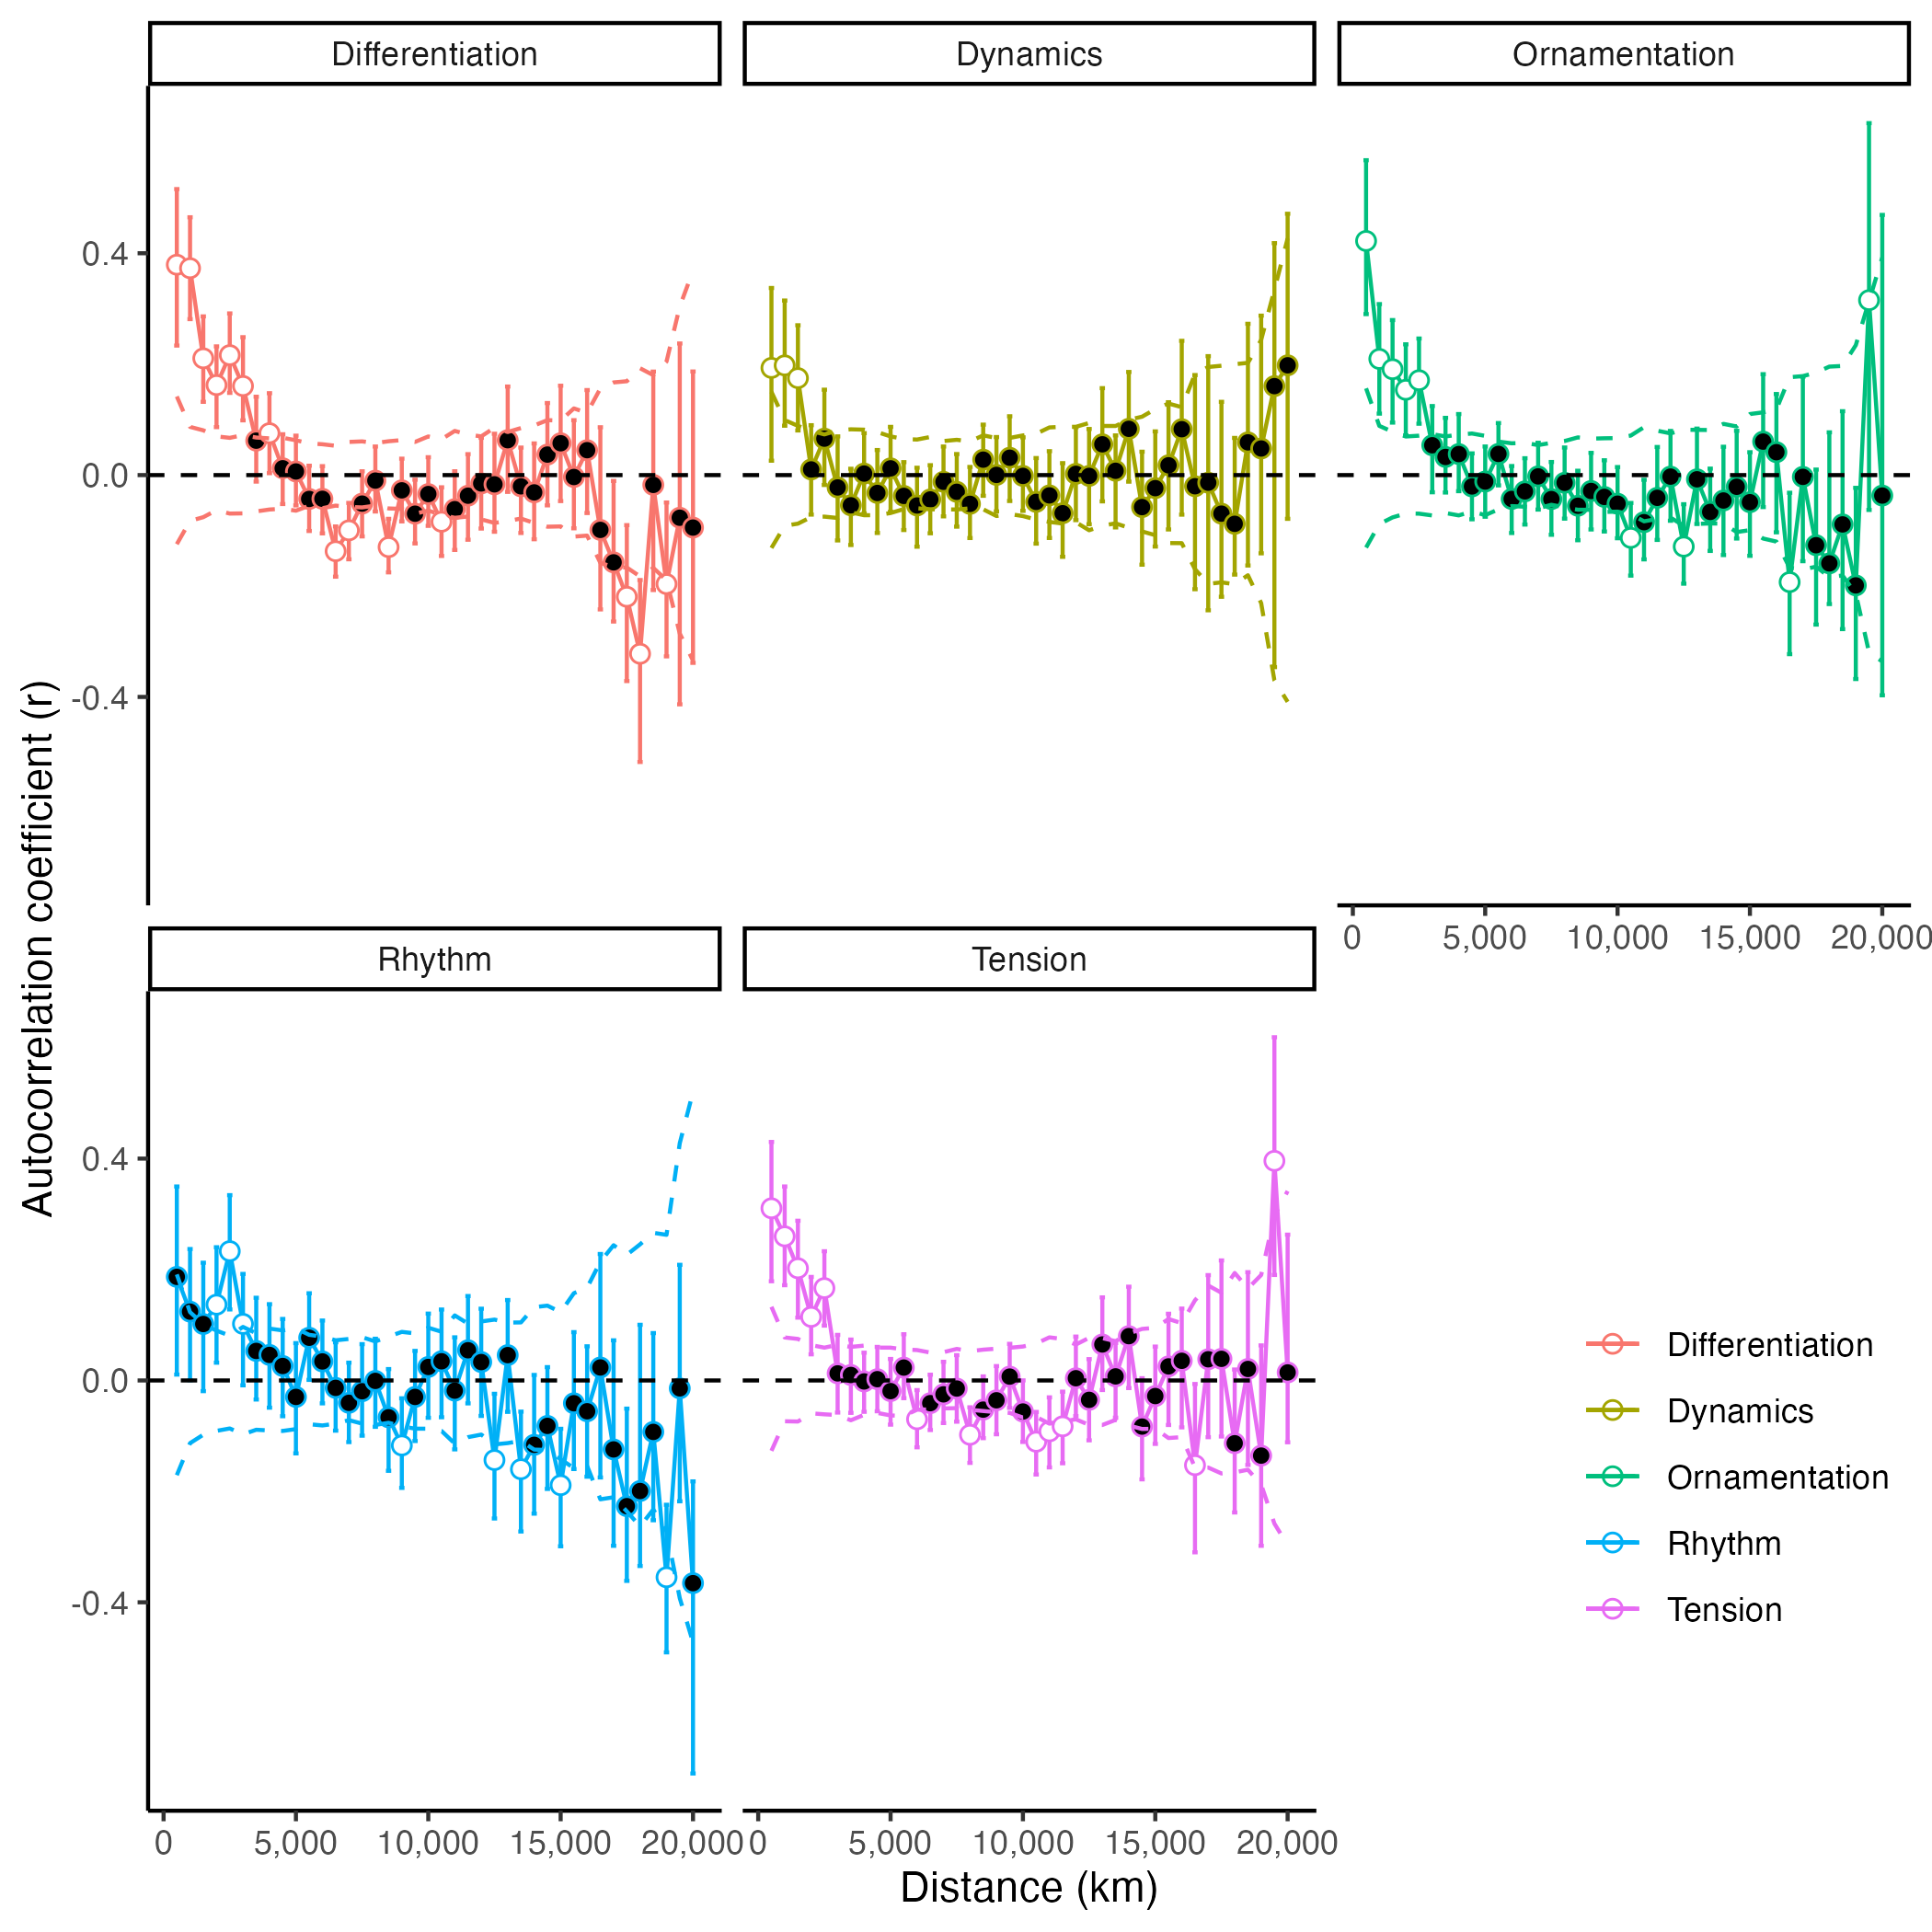 Differentiation
Dynamics
Ornamentation
0.4
0.0
-0.4
0 5,000 10,000 15,000 20,000
Autocorrelation coefficient (r)
Rhythm
Tension
0.4
0.0
-0.4
0 5,000 10,000 15,000 20,000
0 5,000 10,000 15,000 20,000
Distance (km)
Differentiation
Dynamics
Ornamentation
Rhythm
Tension